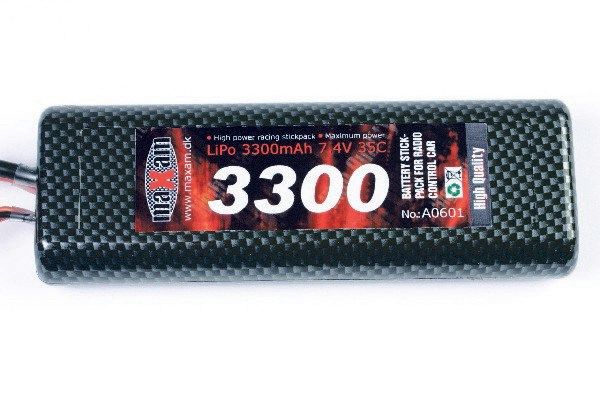 maxam
www.maxam.dk
• High power racing stickpack • Maximum power
LiPo 3300mAh 7.4V 35C
3300
BATTERY STICK-
PACK FOR RADIO
CONTROL CAR
No:A0601
High Quality